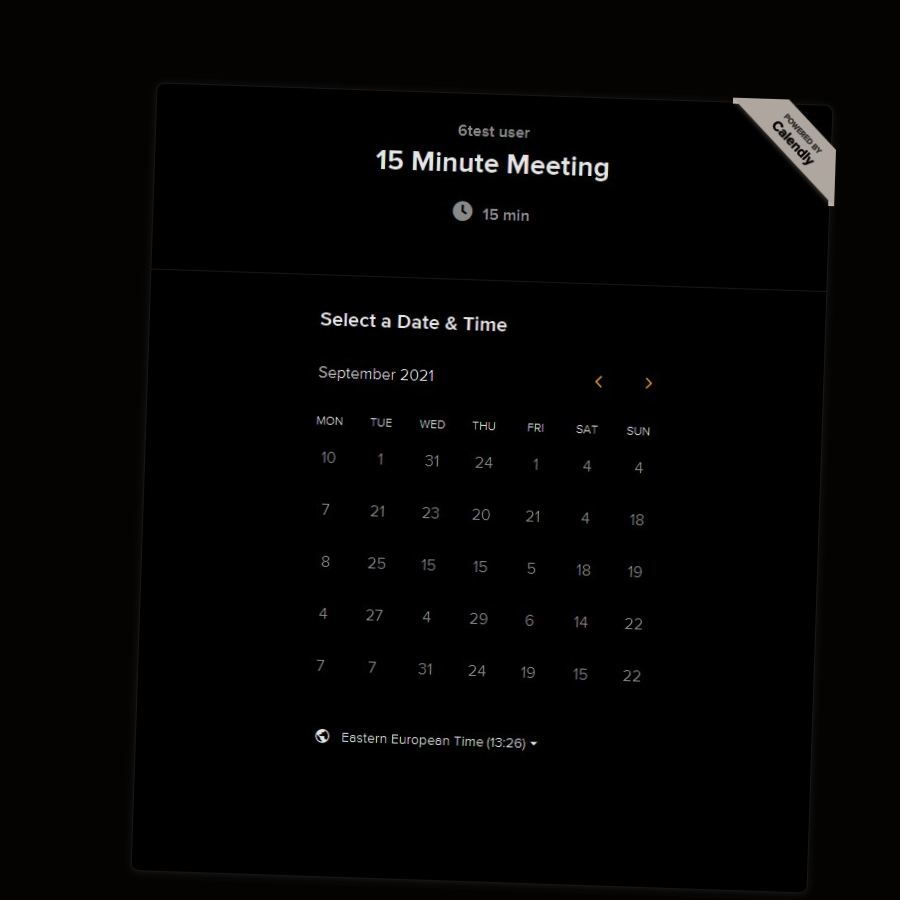 POWERED BY
Calendly
6test user
15 Minute Meeting
15 min
Select a Date & Time
September 2021
MON TUE WED THU FRI SAT SUN
10 1 31 24 1 4 4
7 21 23 20 21 4 18
8 25 15 15 5 18 19
4 27 4 29 6 14 22
7 7 31 24 19 15 22
Eastern European Time (13:26)